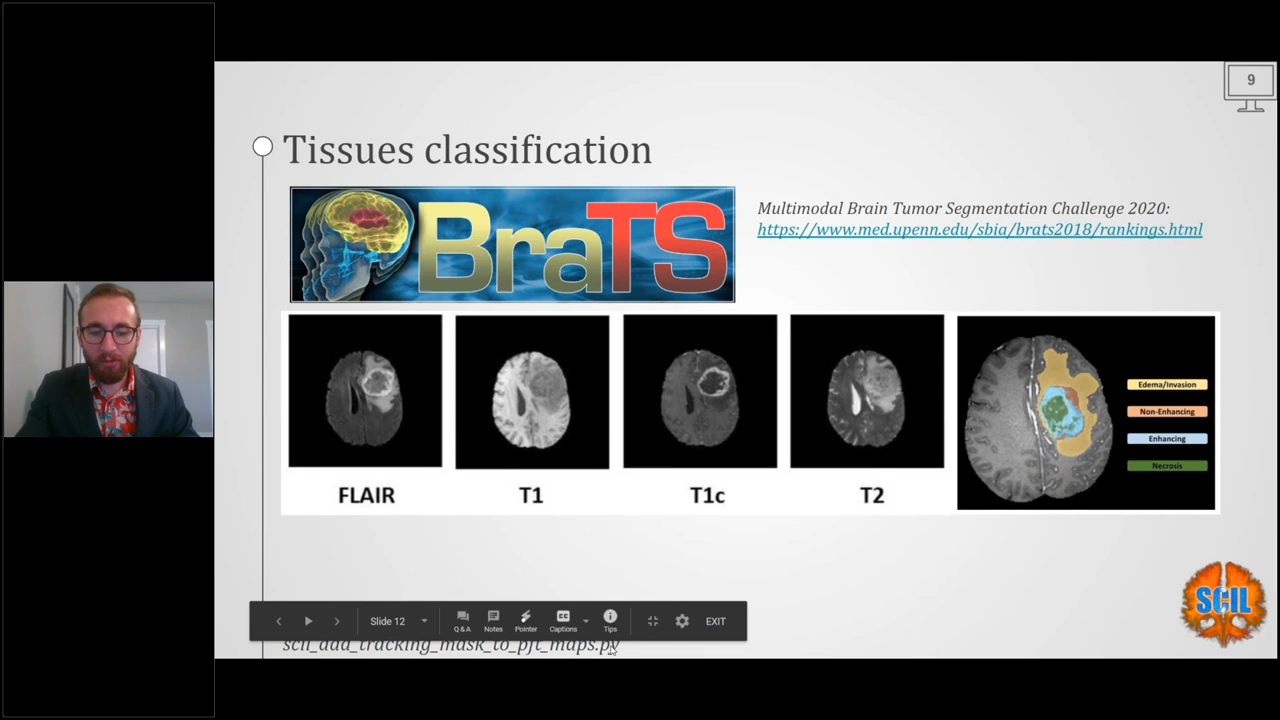 9
Tissues classification
BraTS
Multimodal Brain Tumor Segmentation Challenge 2020:
https://www.med.upenn.edu/sbia/brats2018/rankings.html
Edema/Invasion
Non-Enhancing
Enhancing
Necrosis
FLAIR
T1
T1c
T2
SCIL
Slide 12
Q&A
Notes
Pointer
Captions
Tips
EXIT
scil_add_tracking_mask_to_pft_maps.py